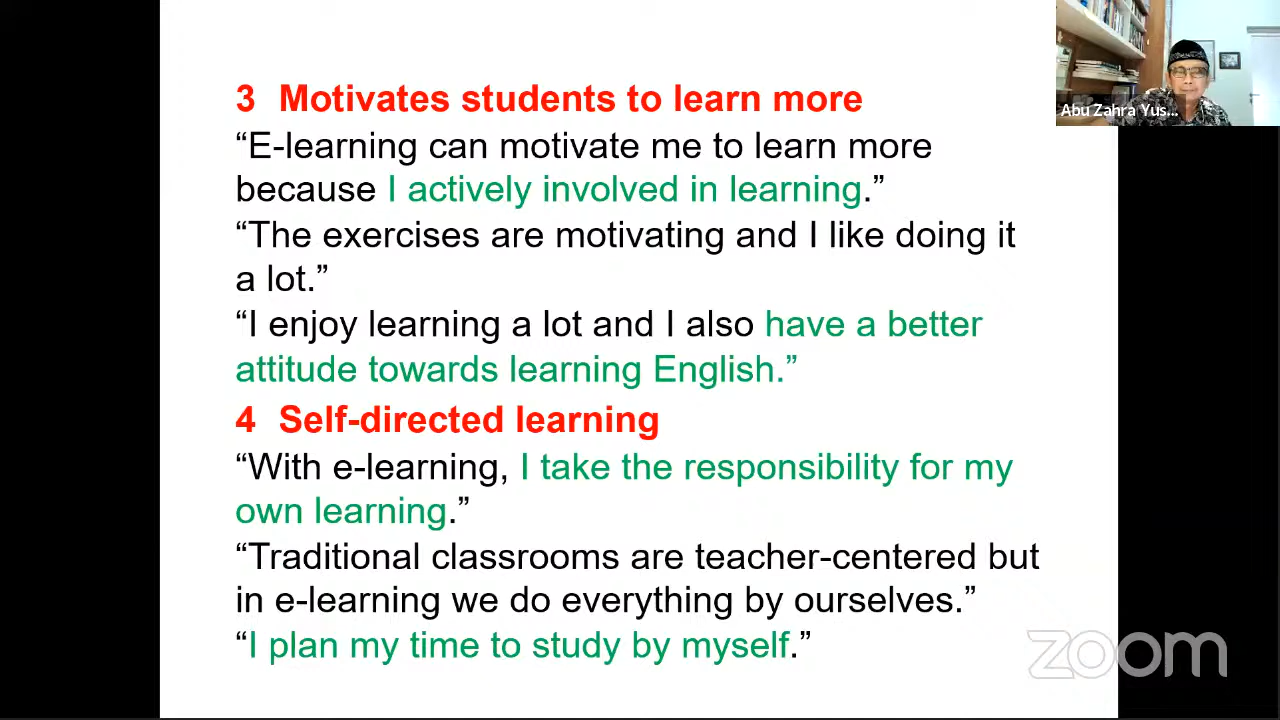 3 Motivates students to learn more
“E-learning can motivate me to learn more
because I actively involved in learning.”
“The exercises are motivating and I like doing it
a lot.”
“I enjoy learning a lot and I also have a better
attitude towards learning English.”
4 Self-directed learning
“With e-learning, I take the responsibility for my
own learning.”
“Traditional classrooms are teacher-centered but
in e-learning we do everything by ourselves.”
“I plan my time to study by myself.”
Abu Zahra Yus...
zoom